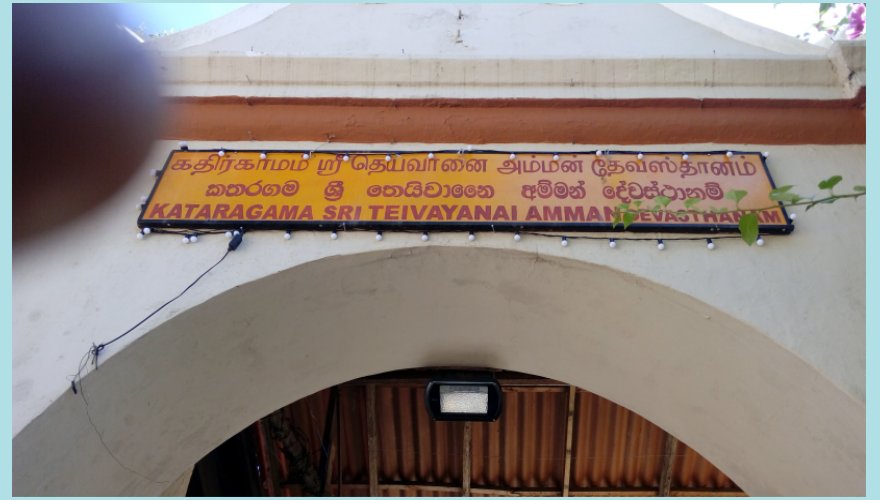 கதிர்காமம் ஸ்ரீ தெய்வானை அம்மன் தேவஸ்தானம்
කතරගම ශ්‍රී තෙයිවානෛ අම්මන් දේවස්ථානම්
KATARAGAMA SRI TEIVAYANAI AMMAN DEVASTHANAM